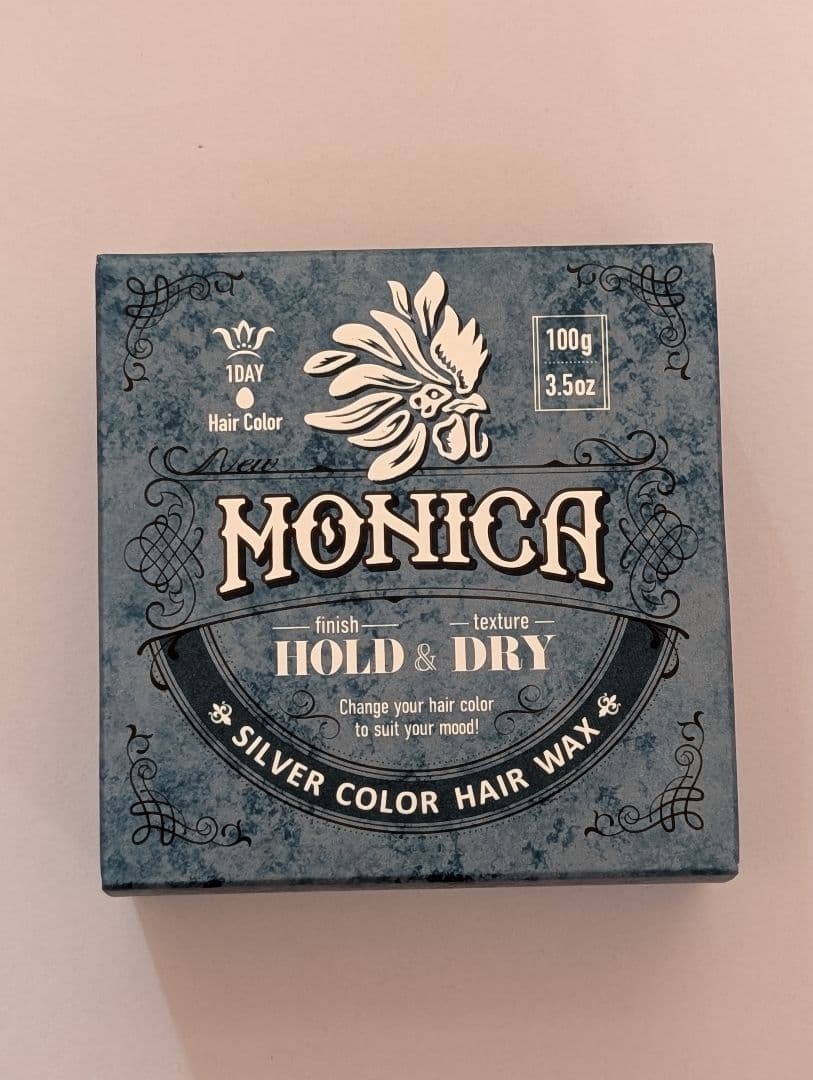 1DAY
Hair Color
100g
3.5oz
New
MONICA
finish
texture
HOLD & DRY
Change your hair color
to suit your mood!
SILVER COLOR HAIR WAX